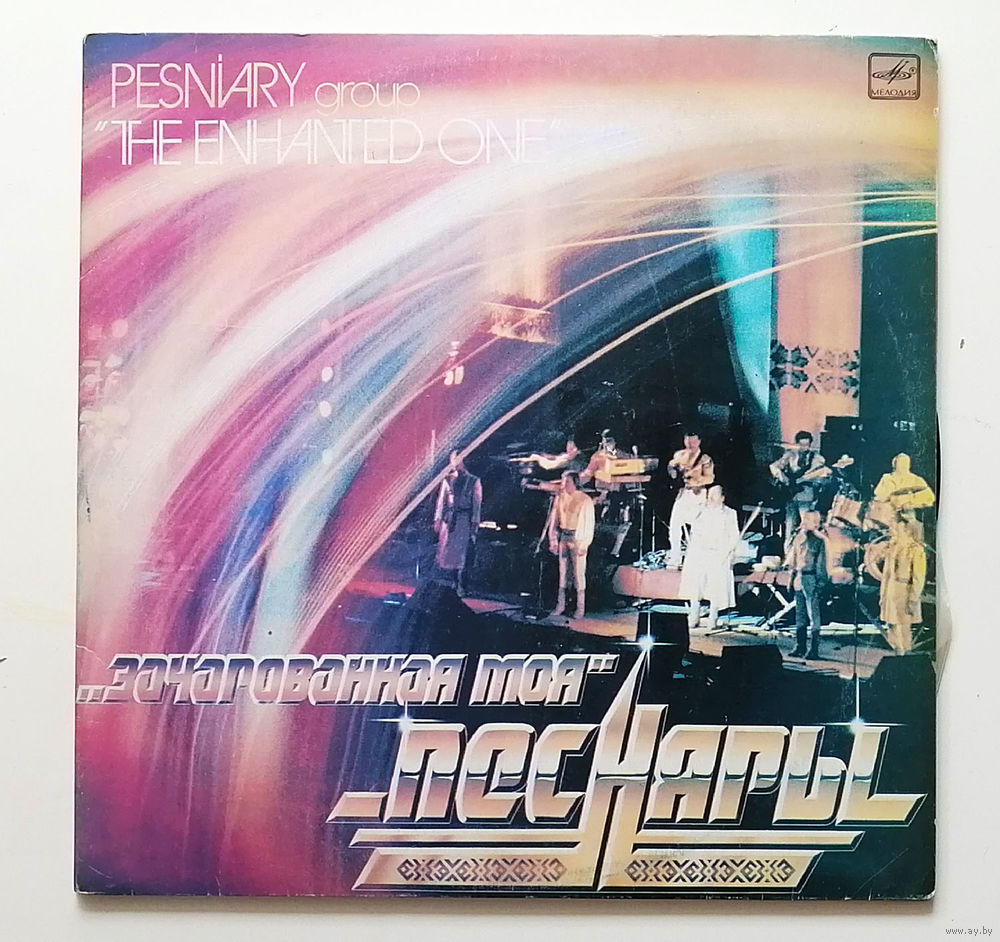 PESNiARY group
"THE ENHANTED ONE"
МЕЛОДИЯ
„Зачарованная моя"
Песняры
www.ay.by